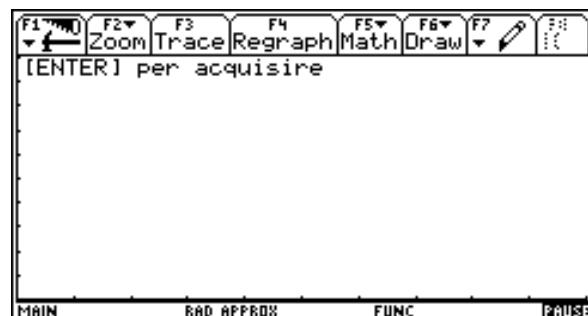 F1 F2 F3 F4 F5 F6 F7
Zoom Trace Regraph Math Draw
[ENTER] per acquisire
MAIN RAD APPROX FUNC PAUSE